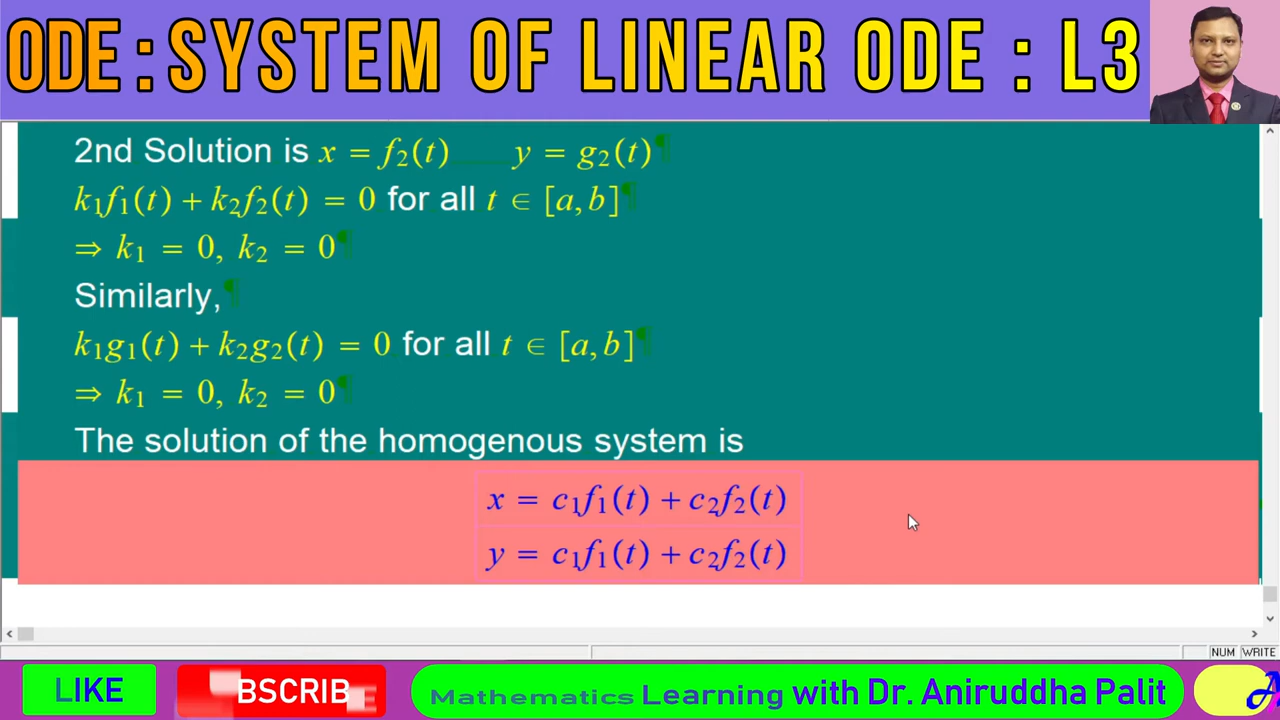 ODE : SYSTEM OF LINEAR ODE : L3
2nd Solution is x = f₂(t) y = g₂(t)¶
k₁f₁(t) + k₂f₂(t) = 0 for all t ∈ [a, b]¶
⇒ k₁ = 0, k₂ = 0¶
Similarly,¶
k₁g₁(t) + k₂g₂(t) = 0 for all t ∈ [a, b]¶
⇒ k₁ = 0, k₂ = 0¶
The solution of the homogenous system is
x = c₁f₁(t) + c₂f₂(t)
y = c₁f₁(t) + c₂f₂(t)
NUM WRITE
LIKE BSCRIBE Mathematics Learning with Dr. Aniruddha Palit